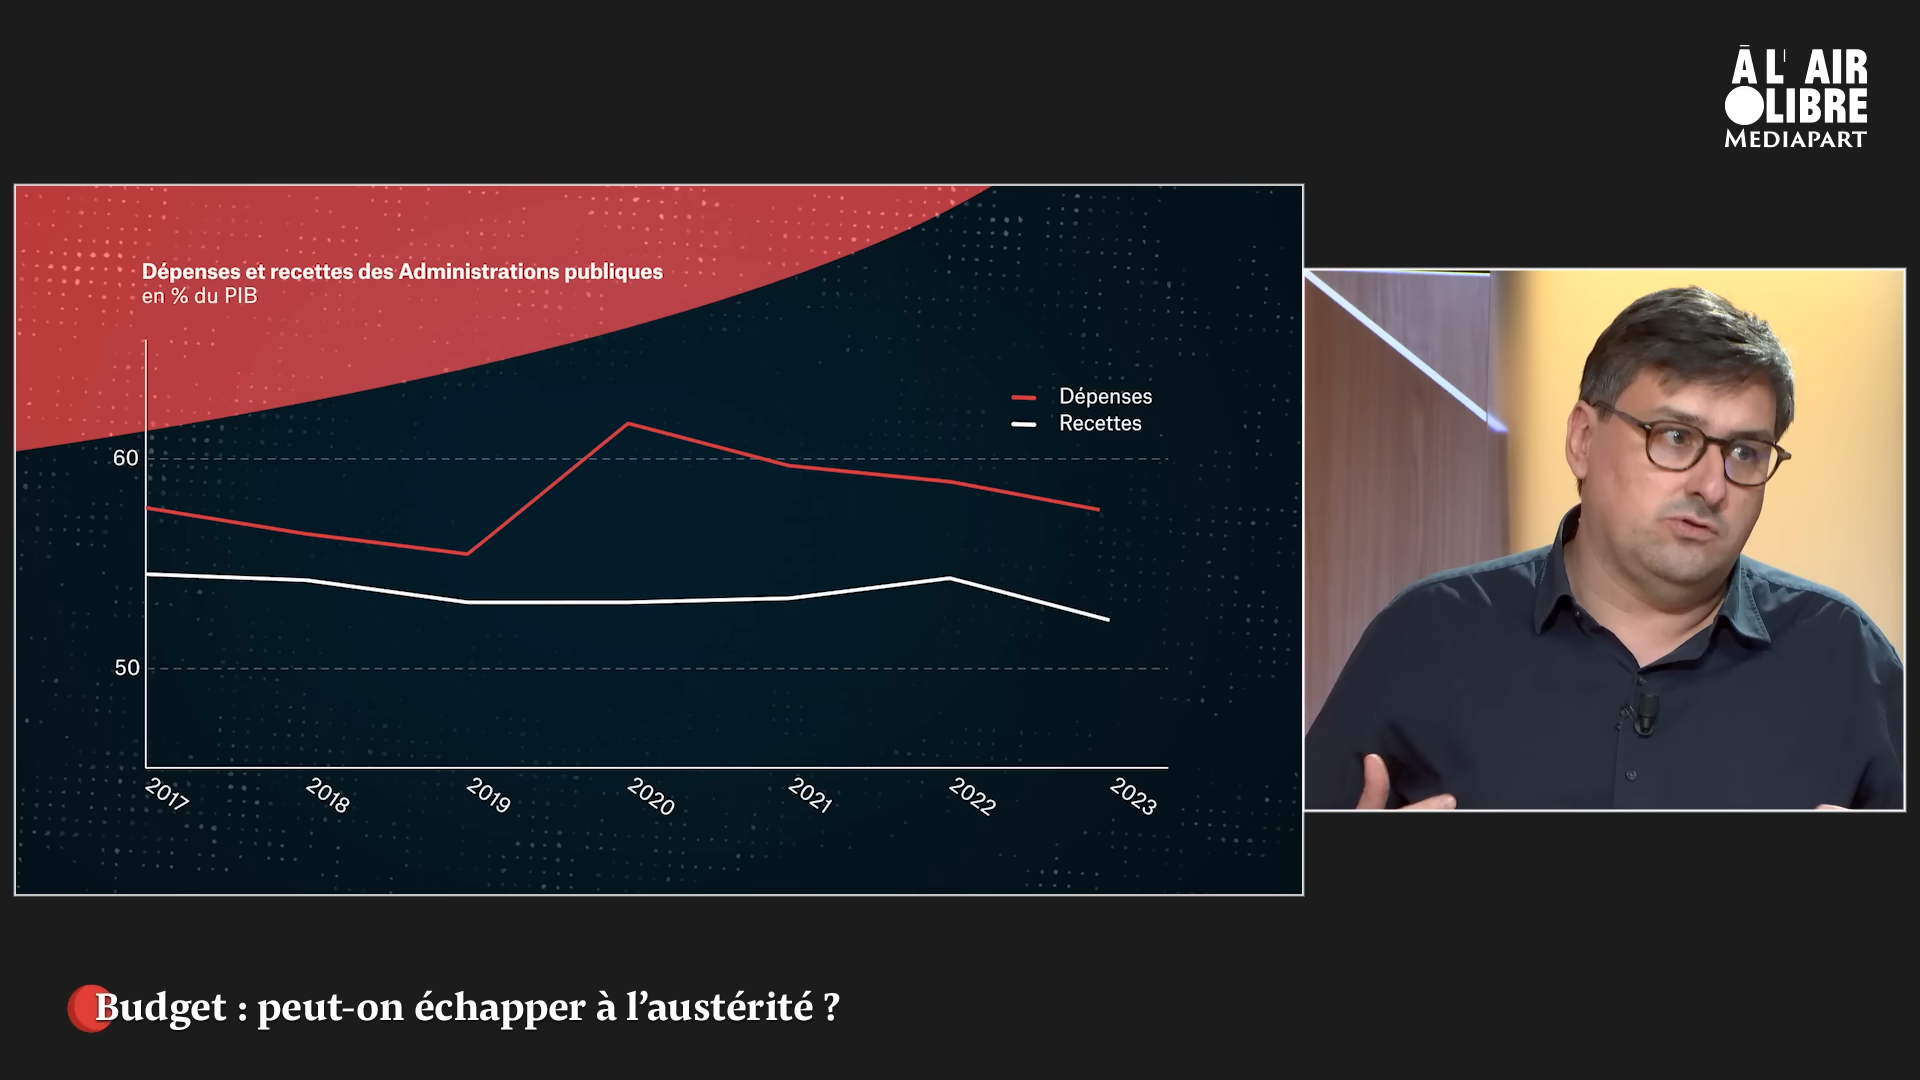 À L' AIR
LIBRE
MEDIAPART
Dépenses et recettes des Administrations publiques
en % du PIB
Dépenses
Recettes
60
50
2017
2018
2019
2020
2021
2022
2023
Budget : peut-on échapper à l’austérité ?